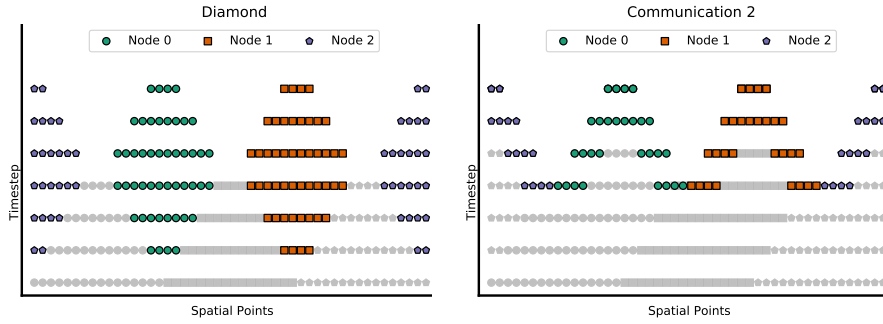 Diamond
Node 0 Node 1 Node 2
Timestep
Spatial Points
Communication 2
Node 0 Node 1 Node 2
Timestep
Spatial Points